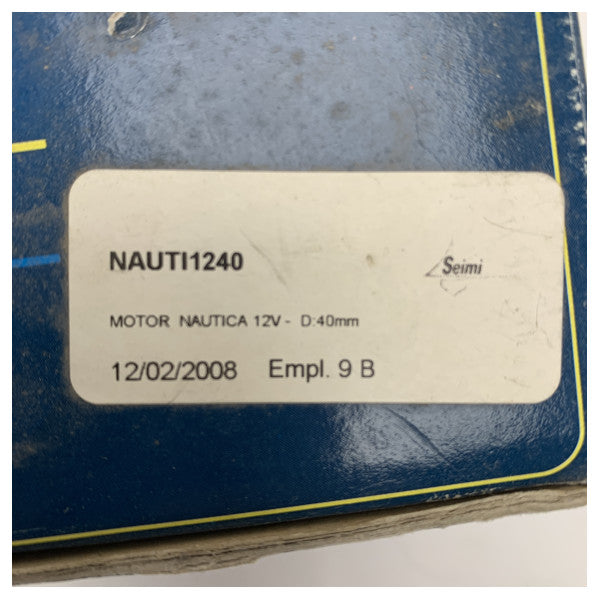 NAUTI1240
Seimi
MOTOR NAUTICA 12V - D:40mm
12/02/2008 Empl. 9 B